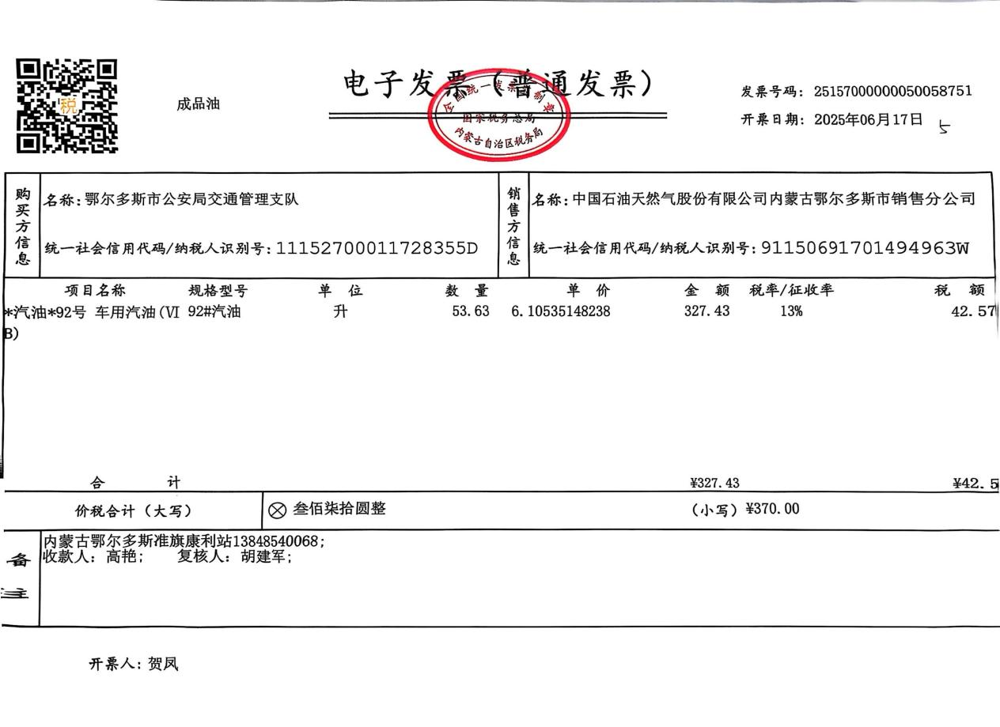 电子发票（普通发票）
税
成品油
全国统一发票监制章
国家税务总局
内蒙古自治区税务局
发票号码：25157000000050058751
开票日期：2025年06月17日
5
购买方信息
名称：鄂尔多斯市公安局交通管理支队
统一社会信用代码/纳税人识别号：11152700011728355D
销售方信息
名称：中国石油天然气股份有限公司内蒙古鄂尔多斯市销售分公司
统一社会信用代码/纳税人识别号：91150691701494963W
项目名称 规格型号 单位 数量 单价 金额 税率/征收率 税额
*汽油*92号 车用汽油(VI 92#汽油 升 53.63 6.10535148238 327.43 13% 42.57
B)
合计 ¥327.43 ¥42.5
价税合计（大写） ⊗ 叁佰柒拾圆整 （小写）¥370.00
备注
内蒙古鄂尔多斯准旗康利站13848540068;
收款人：高艳; 复核人：胡建军;
开票人：贺凤